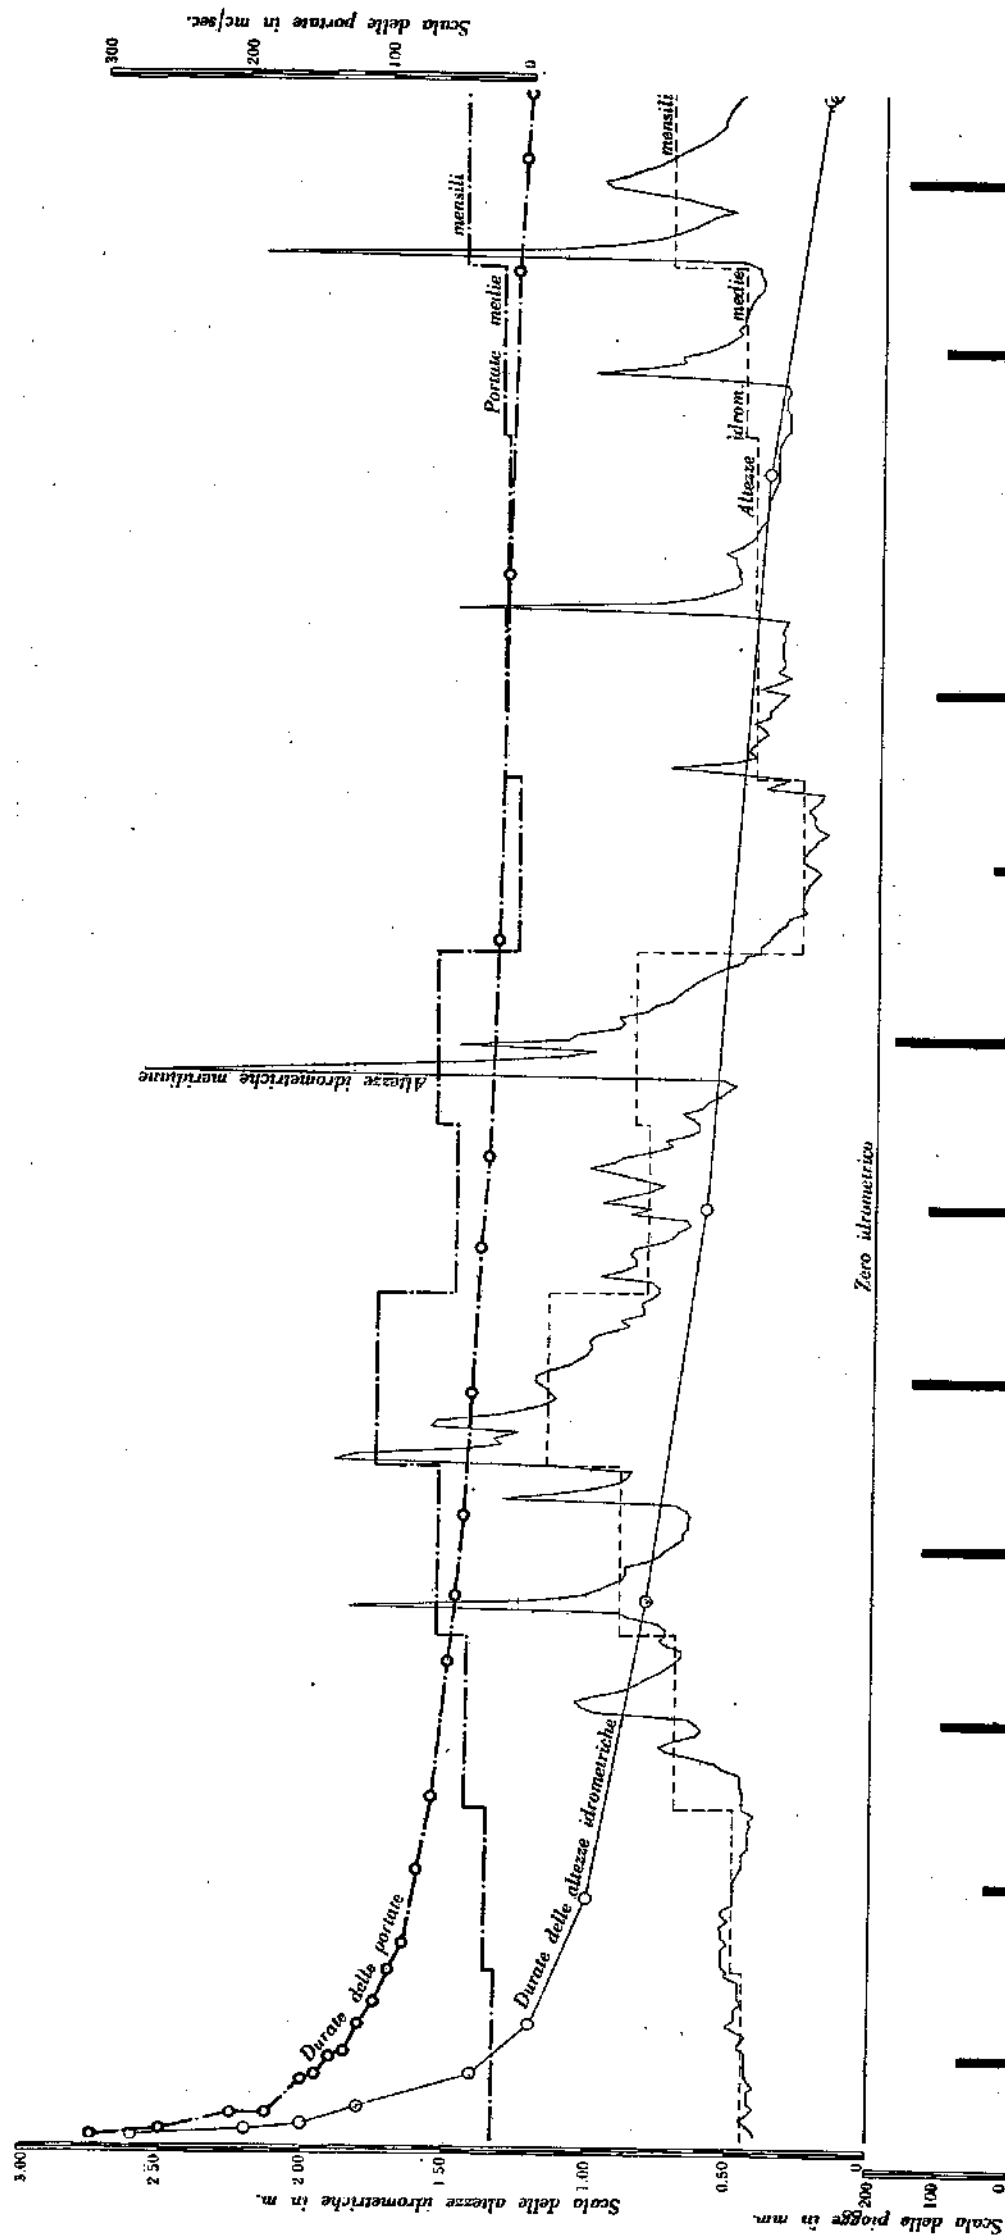 Scala delle portate in mc/sec.
300
200
100
0
mensili
Portate medie
mensili
Altezze idrom. medie
Altezze idrometriche meridiane
Zero idrometrico
Durate delle portate
Durate delle altezze idrometriche
3.00
2.50
2.00
1.50
1.00
0.50
0
Scala delle altezze idrometriche in m.
200
100
0
Scala delle piogge in mm.